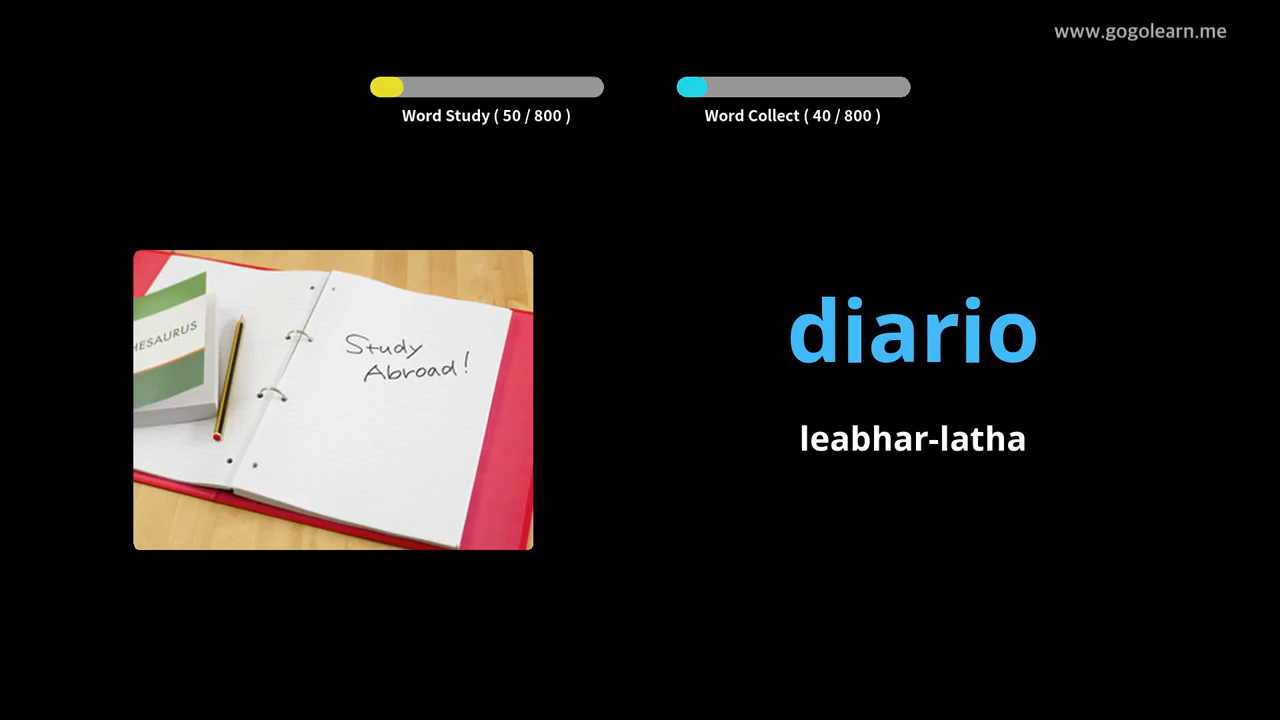 www.gogolearn.me
Word Study ( 50 / 800 )
Word Collect ( 40 / 800 )
HESAURUS
Study
Abroad!
diario
leabhar-latha